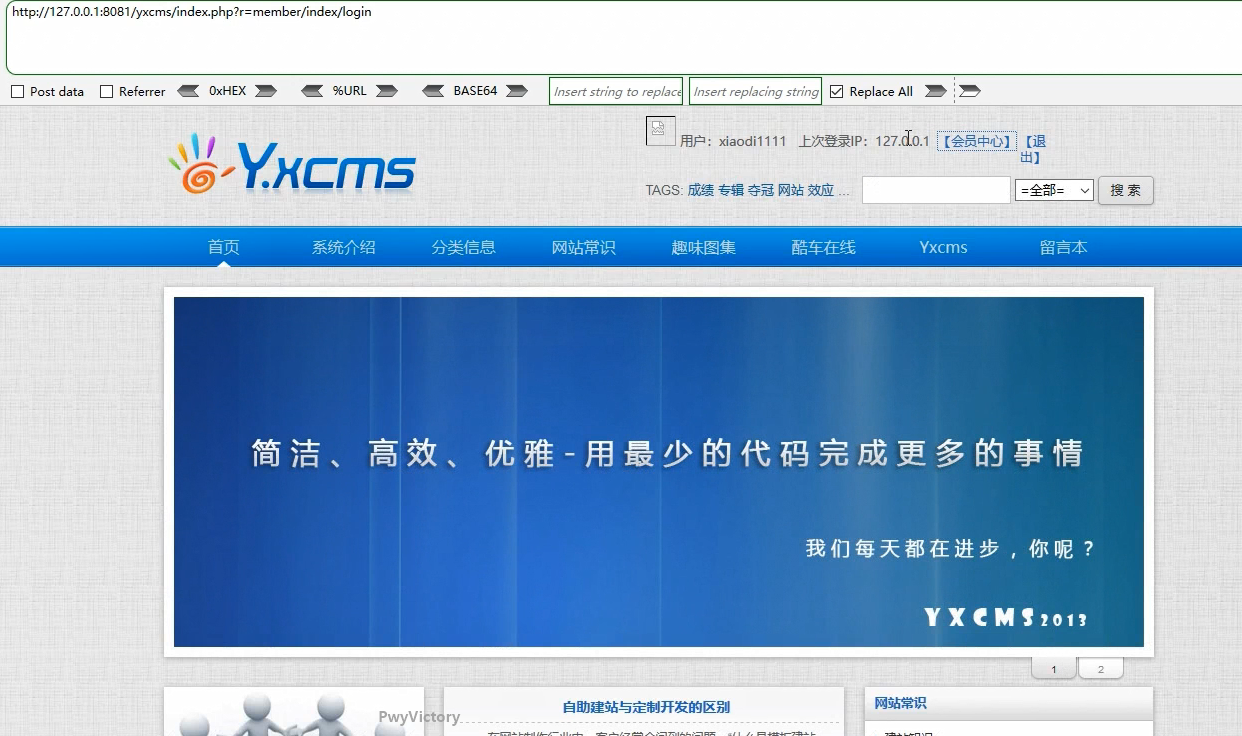 http://127.0.0.1:8081/yxcms/index.php?r=member/index/login
Post data Referrer 0xHEX %URL BASE64 Insert string to replace Insert replacing string Replace All
Y.xcms
用户：xiaodi1111 上次登录IP：127.0.0.1 【会员中心】 【退
出】
TAGS: 成绩 专辑 夺冠 网站 效应 ... =全部= 搜 索
首页 系统介绍 分类信息 网站常识 趣味图集 酷车在线 Yxcms 留言本
简洁、高效、优雅-用最少的代码完成更多的事情
我们每天都在进步，你呢？
YXCMS2013
1 2
自助建站与定制开发的区别 网站常识
PwyVictory